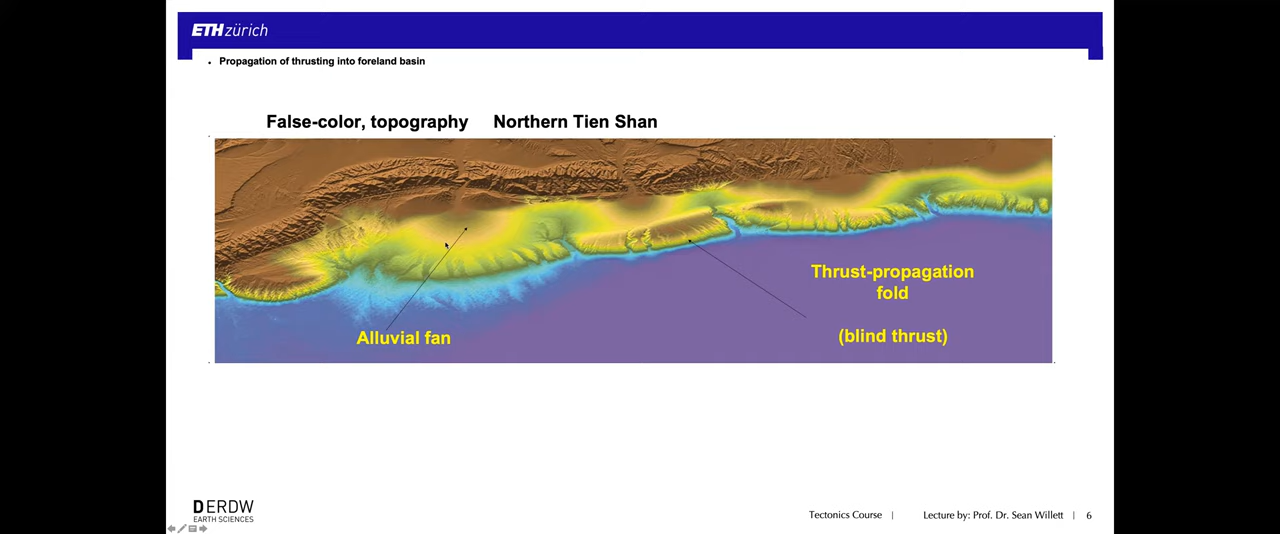 ETH zürich
• Propagation of thrusting into foreland basin
False-color, topography Northern Tien Shan
Thrust-propagation
fold
Alluvial fan
(blind thrust)
DERDW
EARTH SCIENCES
Tectonics Course | Lecture by: Prof. Dr. Sean Willett | 6